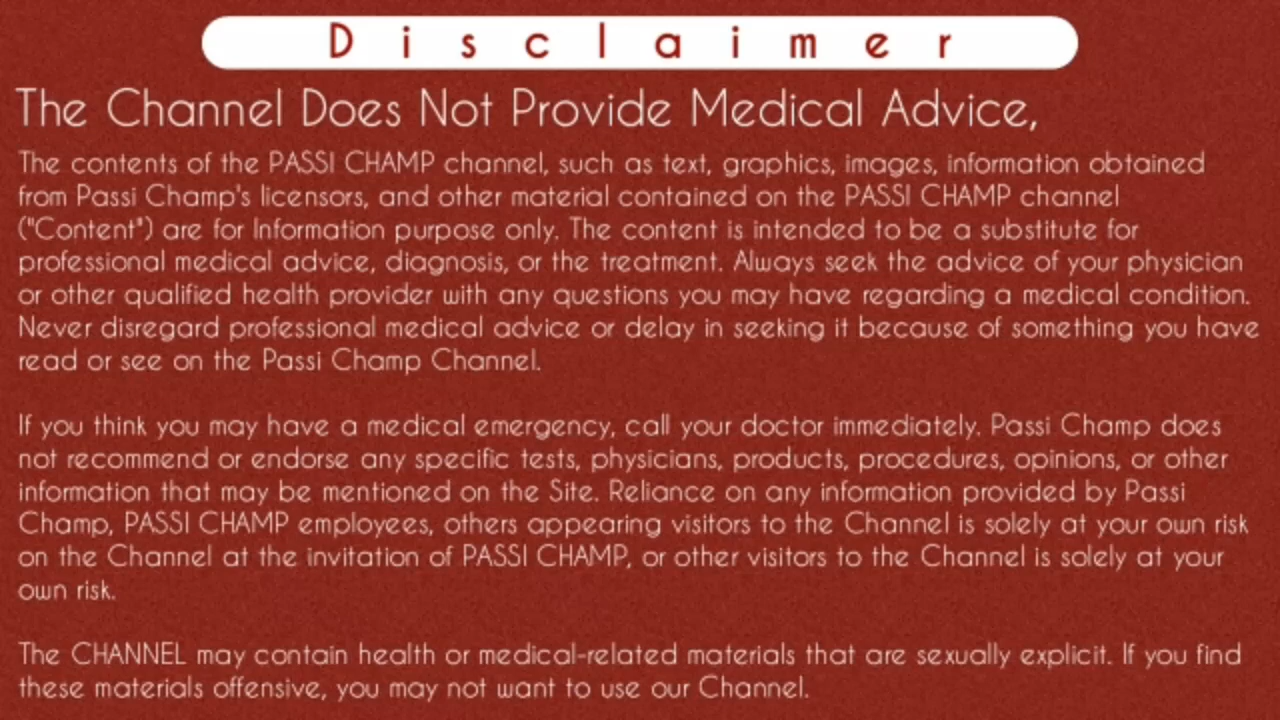 Disclaimer
The Channel Does Not Provide Medical Advice,
The contents of the PASSI CHAMP channel, such as text, graphics, images, information obtained
from Passi Champ's licensors, and other material contained on the PASSI CHAMP channel
("Content") are for Information purpose only. The content is intended to be a substitute for
professional medical advice, diagnosis, or the treatment. Always seek the advice of your physician
or other qualified health provider with any questions you may have regarding a medical condition.
Never disregard professional medical advice or delay in seeking it because of something you have
read or see on the Passi Champ Channel.
If you think you may have a medical emergency, call your doctor immediately. Passi Champ does
not recommend or endorse any specific tests, physicians, products, procedures, opinions, or other
information that may be mentioned on the Site. Reliance on any information provided by Passi
Champ, PASSI CHAMP employees, others appearing visitors to the Channel is solely at your own risk
on the Channel at the invitation of PASSI CHAMP, or other visitors to the Channel is solely at your
own risk.
The CHANNEL may contain health or medical-related materials that are sexually explicit. If you find
these materials offensive, you may not want to use our Channel.